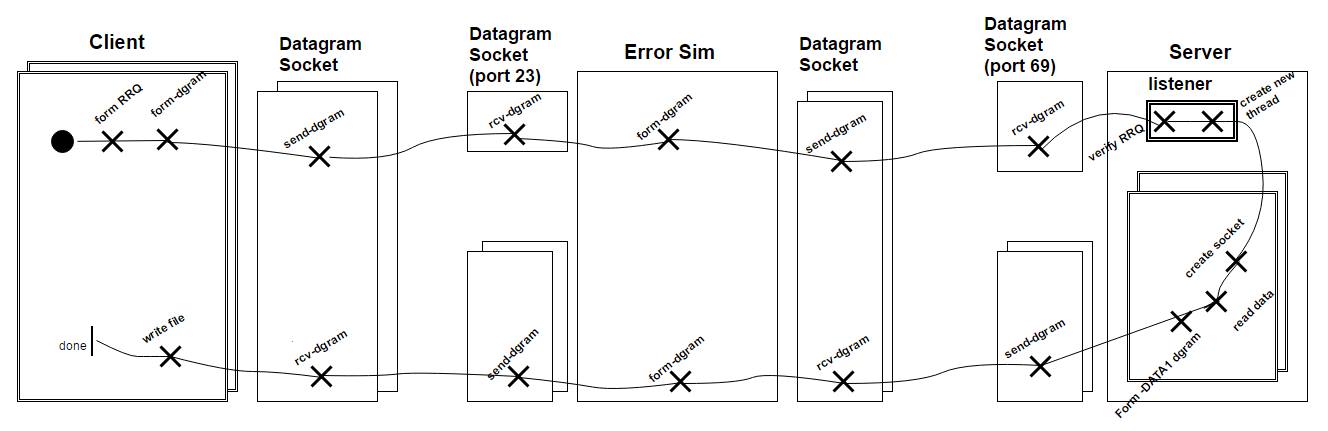 Client
Datagram
Socket
Datagram
Socket
(port 23)
Error Sim
Datagram
Socket
Datagram
Socket
(port 69)
Server
listener
form RRQ
form-dgram
send-dgram
rcv-dgram
form-dgram
send-dgram
rcv-dgram
verify RRQ
create new
thread
create socket
read data
Form -DATA1 dgram
send-dgram
rcv-dgram
form-dgram
send-dgram
rcv-dgram
write file
done